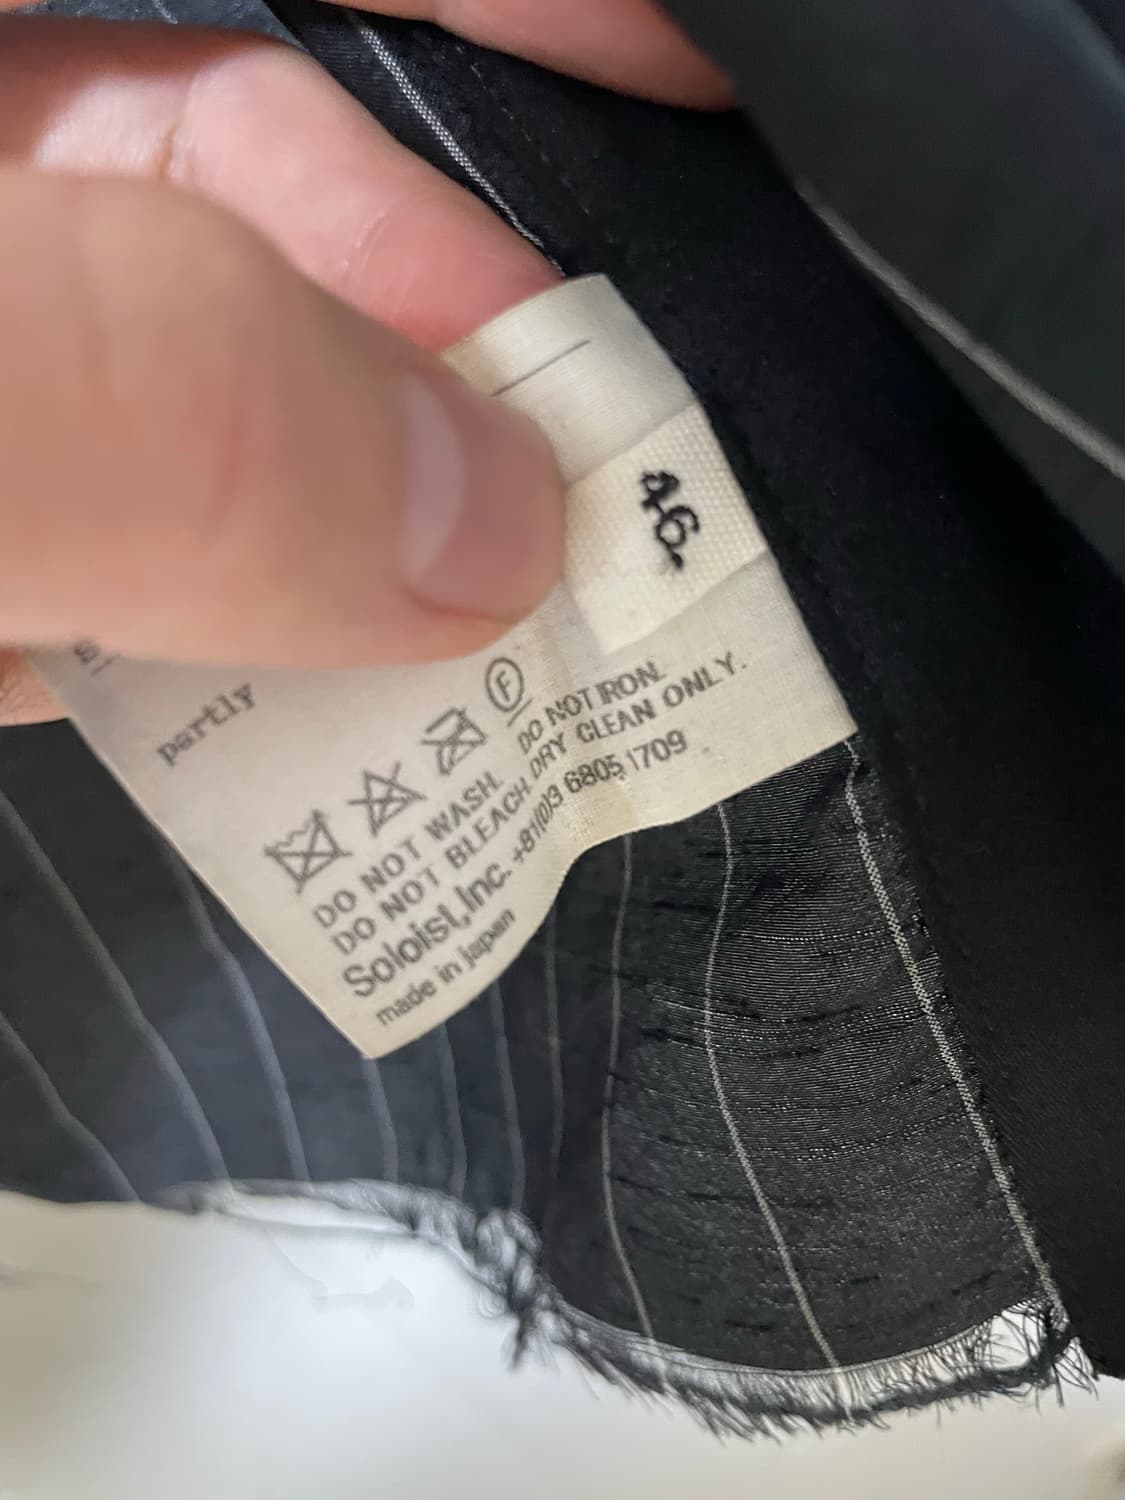 46.
partly
F
DO NOT WASH. DO NOT IRON.
DO NOT BLEACH. DRY CLEAN ONLY.
Soloist,Inc. +81(0)3 6805 1709
made in japan